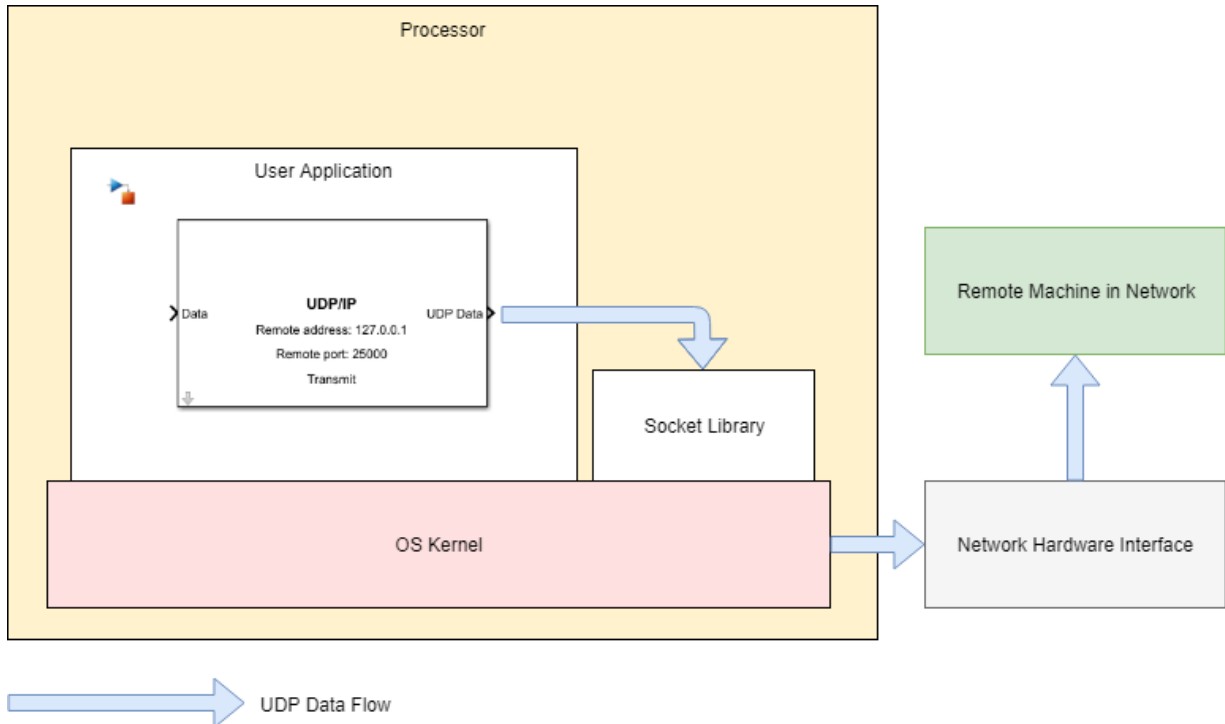 Processor
User Application
UDP/IP
Data
UDP Data
Remote address: 127.0.0.1
Remote port: 25000
Transmit
Remote Machine in Network
Socket Library
OS Kernel
Network Hardware Interface
UDP Data Flow